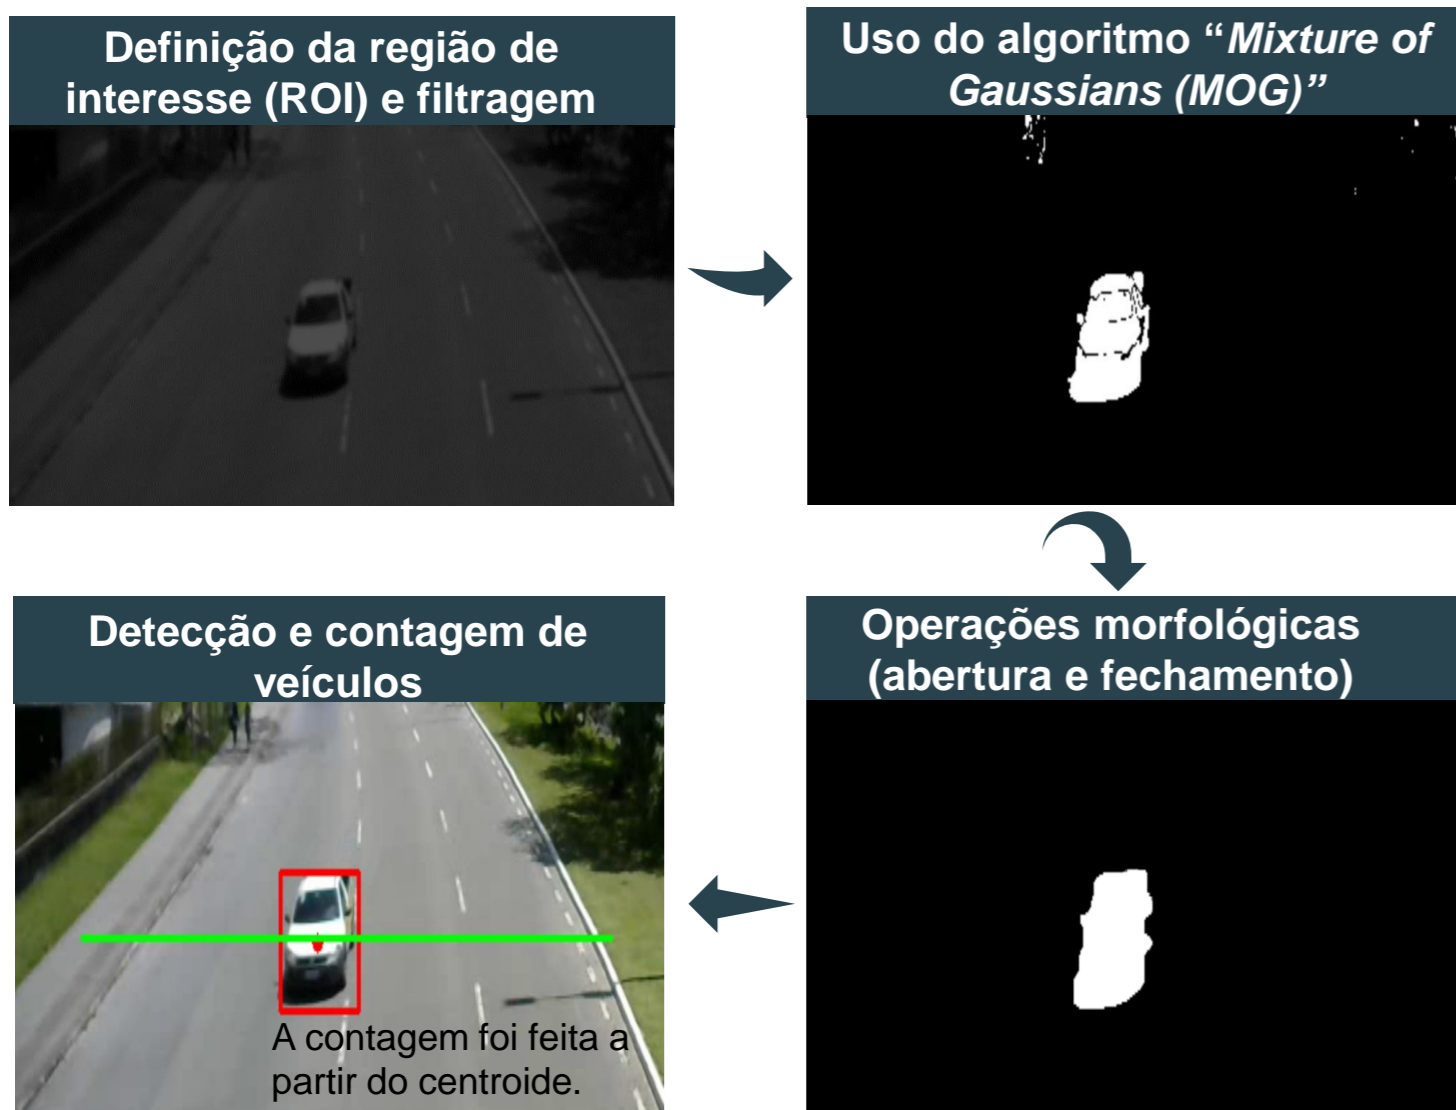 Definição da região de
interesse (ROI) e filtragem
Uso do algoritmo “Mixture of
Gaussians (MOG)”
Operações morfológicas
(abertura e fechamento)
Detecção e contagem de
veículos
A contagem foi feita a
partir do centroide.